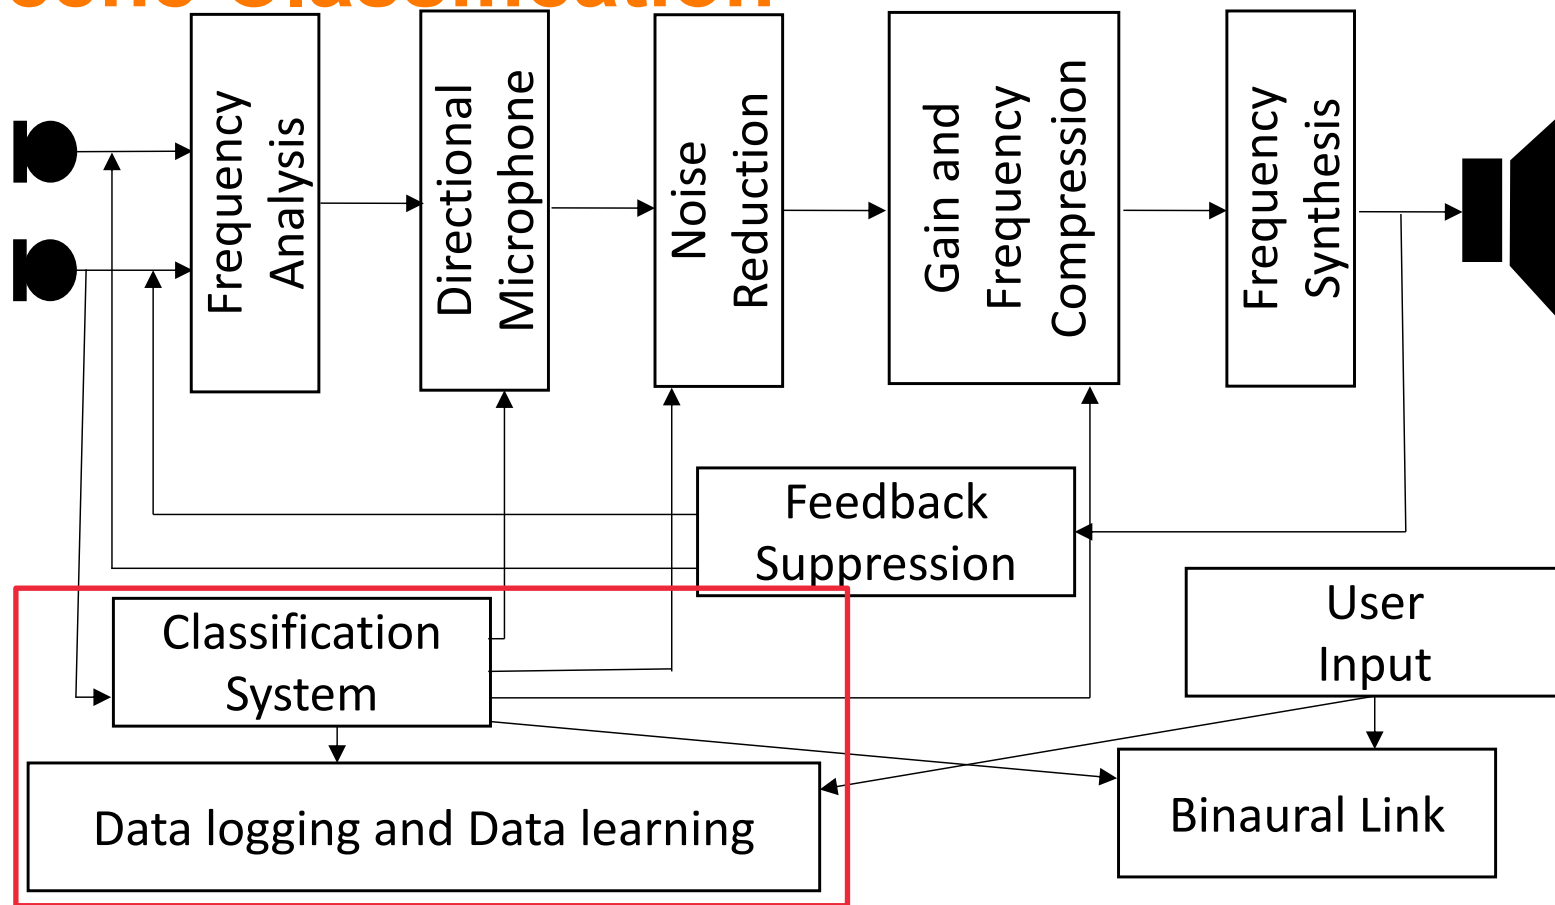 Classification
Frequency
Analysis
Directional
Microphone
Noise
Reduction
Gain and
Frequency
Compression
Frequency
Synthesis
Feedback
Suppression
Classification
System
User
Input
Data logging and Data learning
Binaural Link